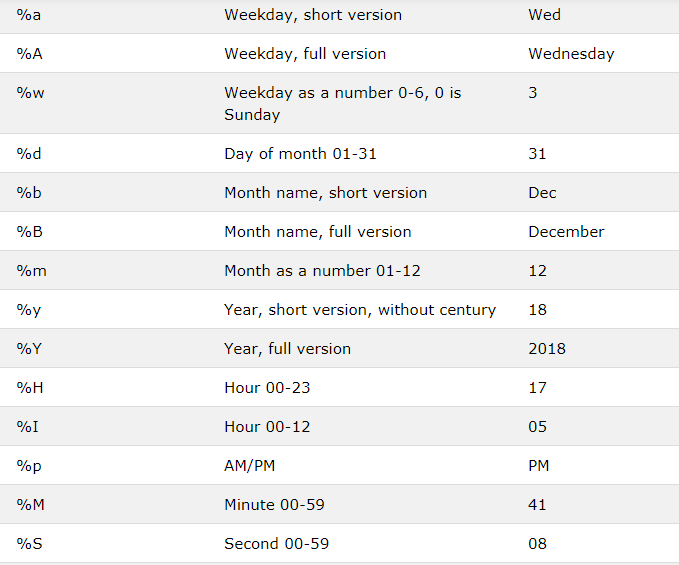 %a Weekday, short version Wed
%A Weekday, full version Wednesday
%w Weekday as a number 0-6, 0 is 3
Sunday
%d Day of month 01-31 31
%b Month name, short version Dec
%B Month name, full version December
%m Month as a number 01-12 12
%y Year, short version, without century 18
%Y Year, full version 2018
%H Hour 00-23 17
%I Hour 00-12 05
%p AM/PM PM
%M Minute 00-59 41
%S Second 00-59 08